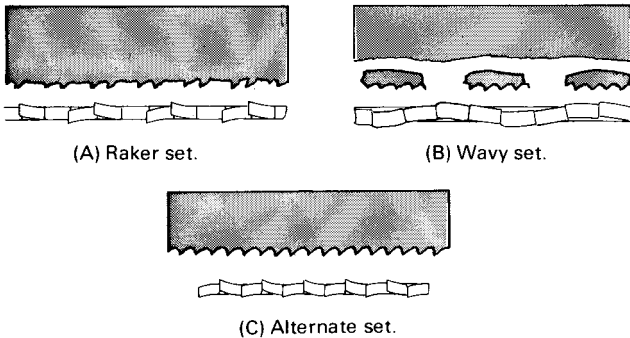 (A) Raker set.
(B) Wavy set.
(C) Alternate set.